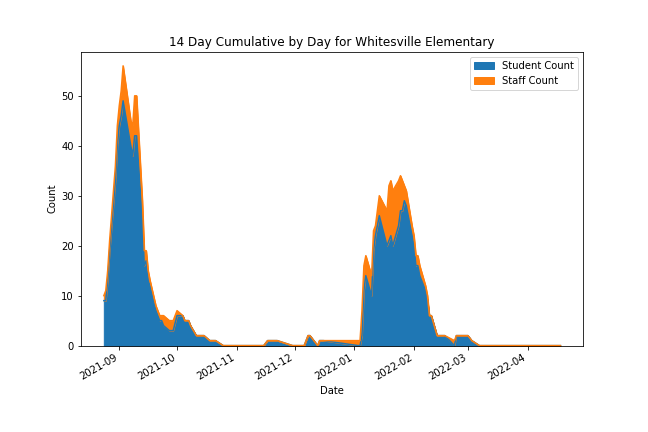 14 Day Cumulative by Day for Whitesville Elementary
Student Count
Staff Count
Count
50
40
30
20
10
0
2021-09
2021-10
2021-11
2021-12
2022-01
2022-02
2022-03
2022-04
Date